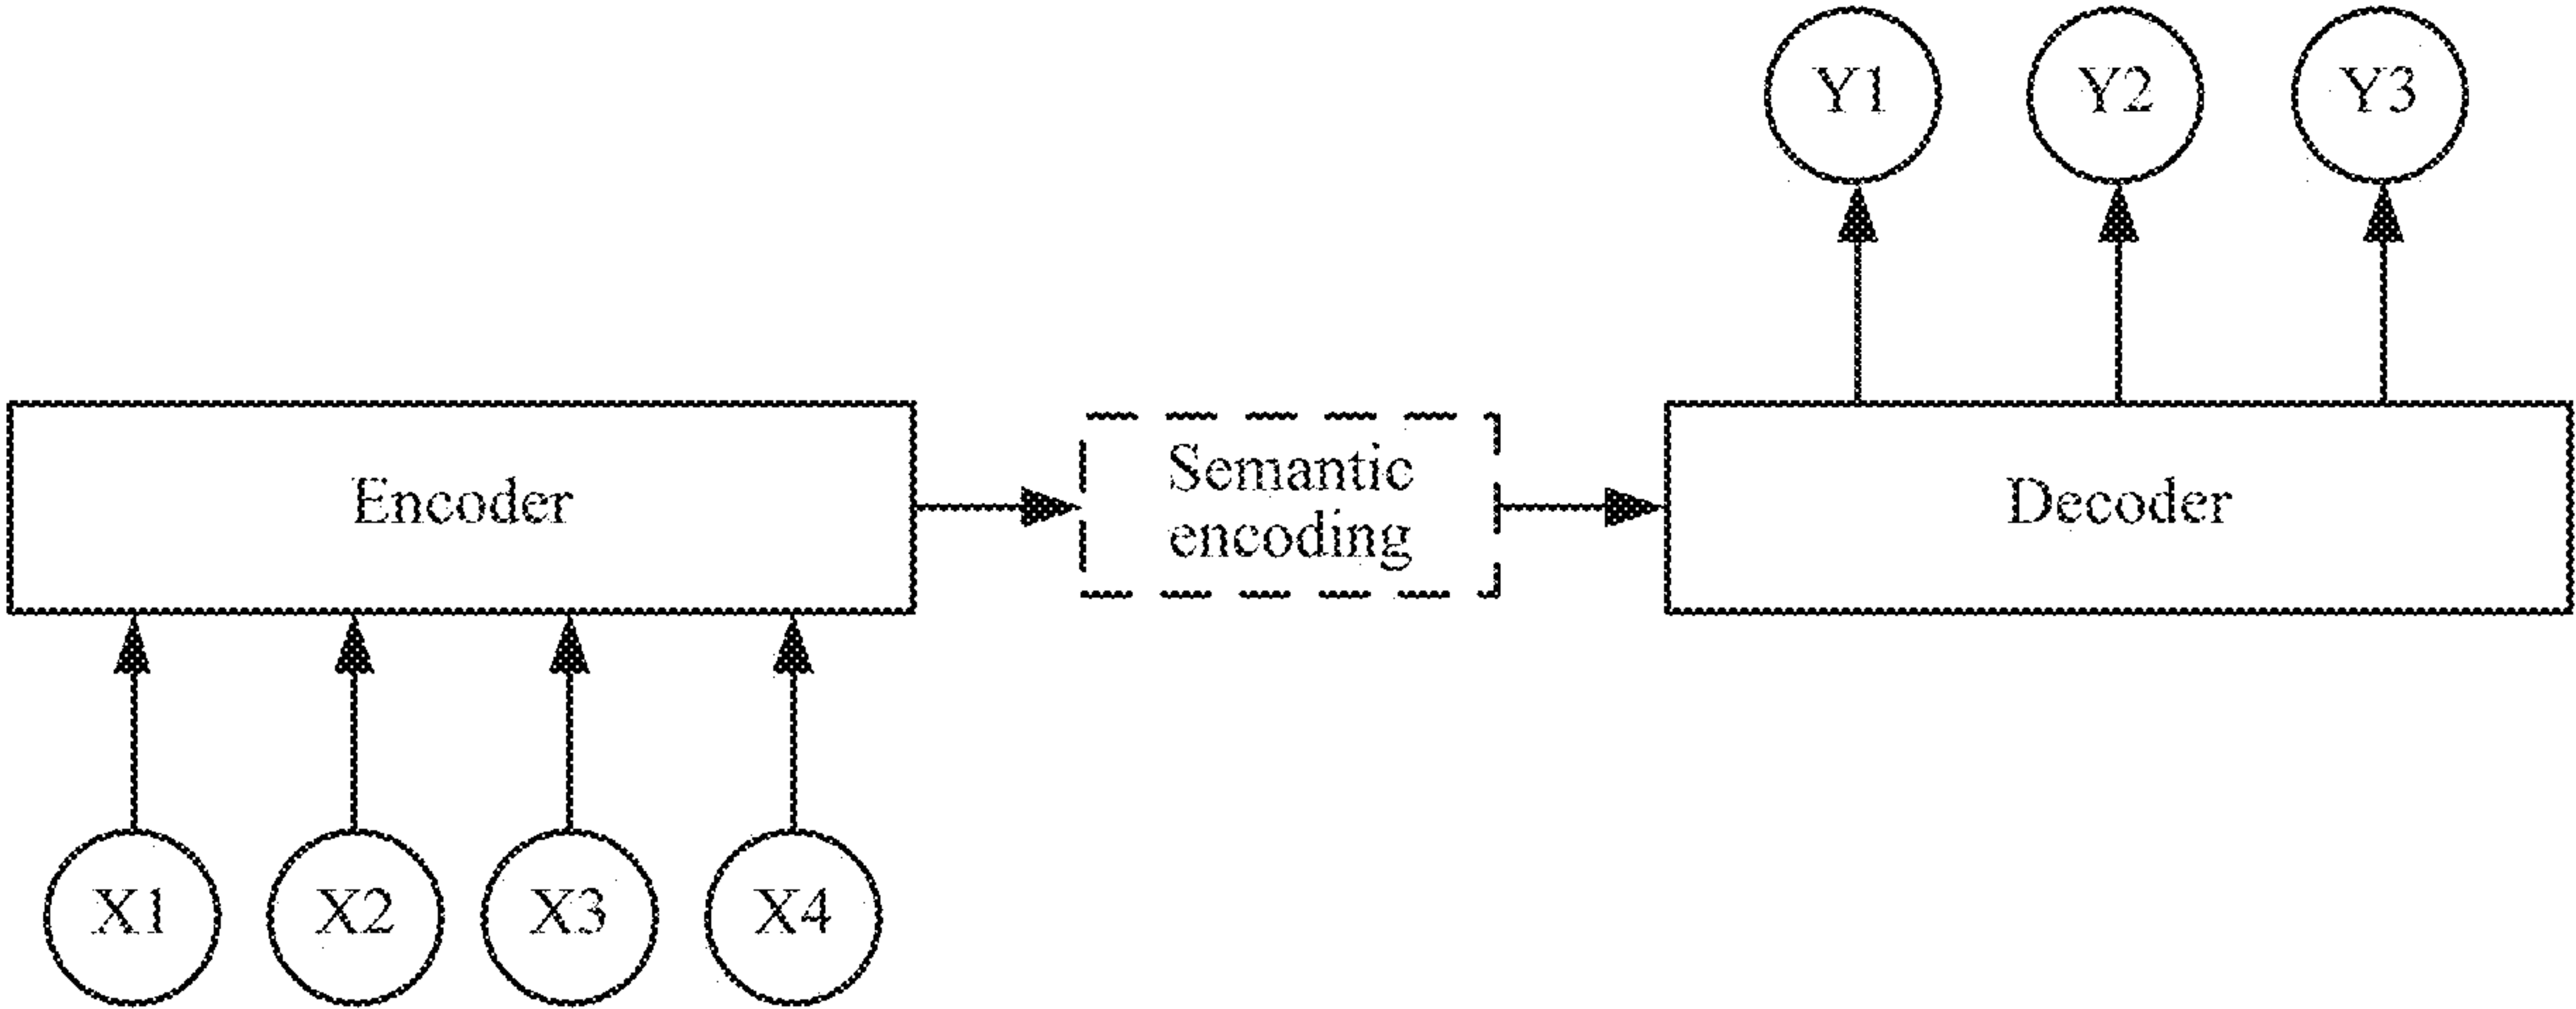 Y1
Y2
Y3
Encoder
Semantic
encoding
Decoder
X1
X2
X3
X4